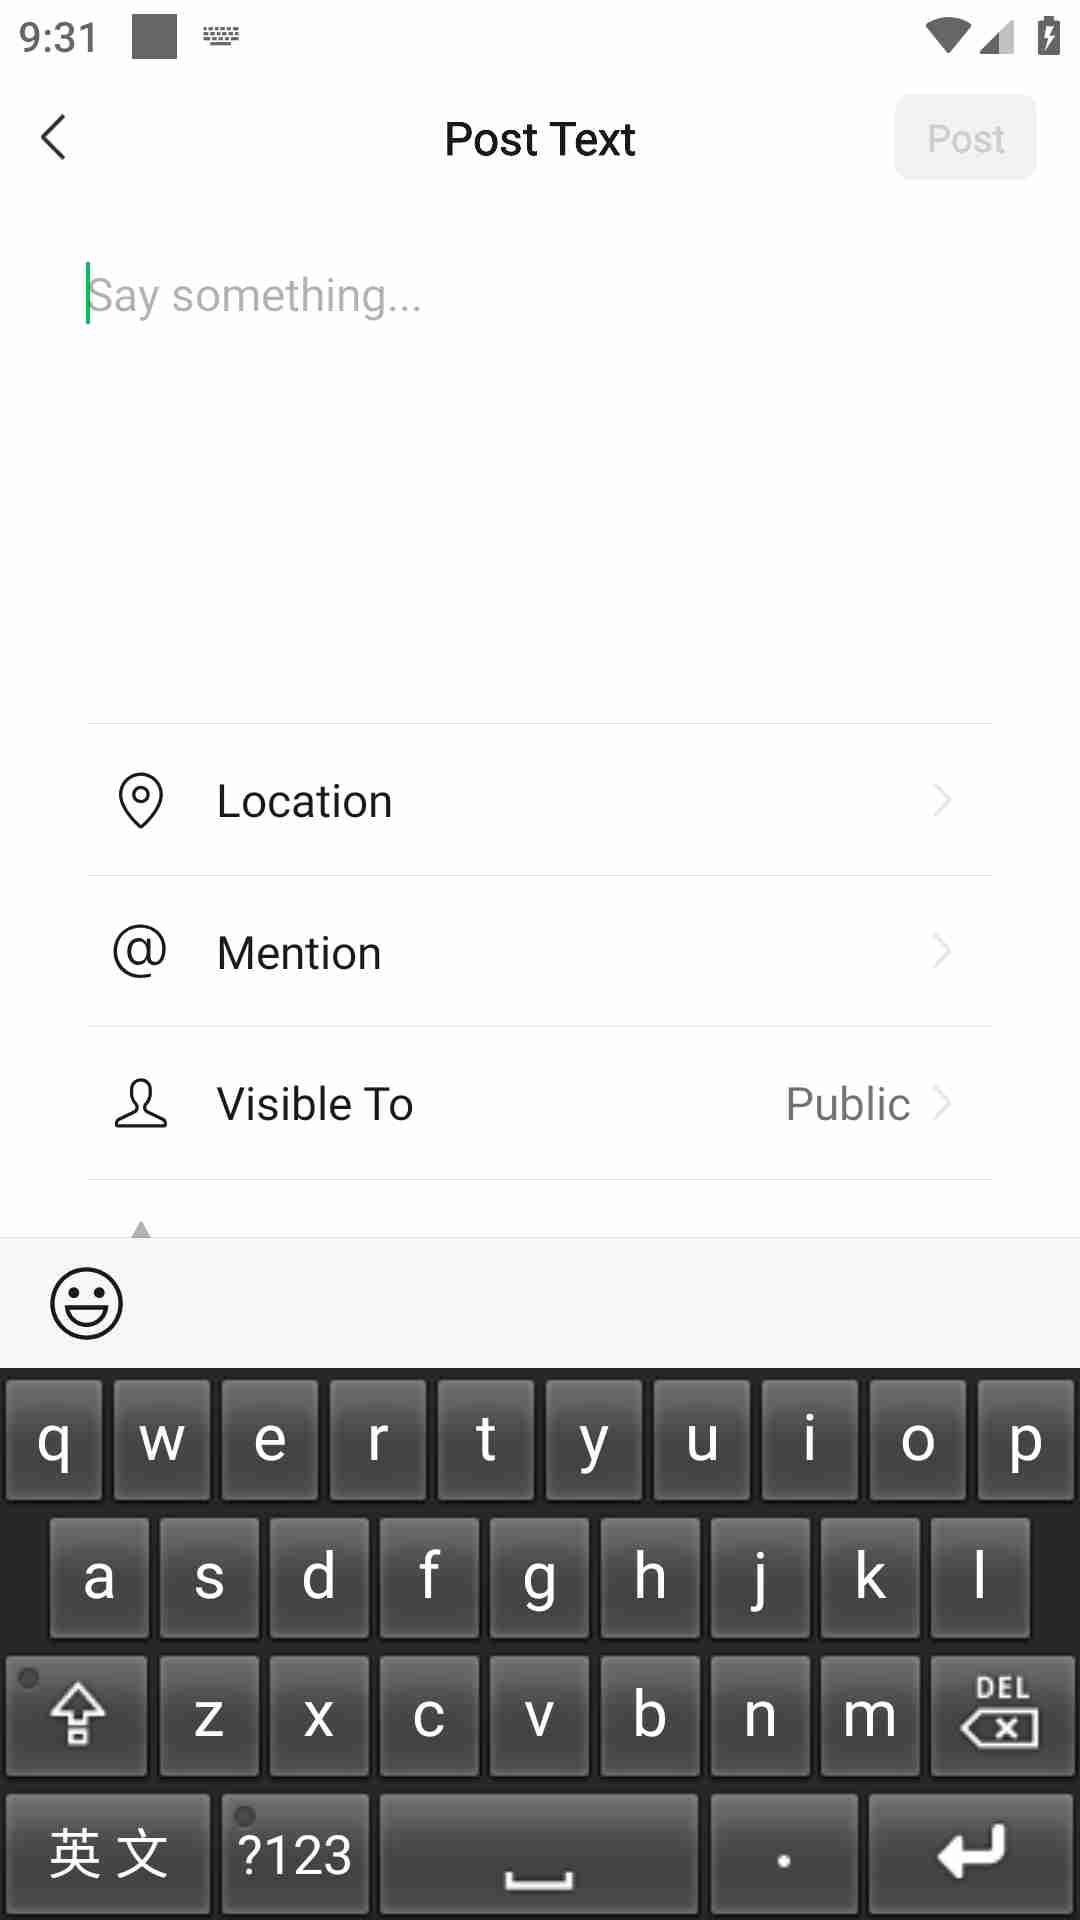 9:31
Post Text
Post
Say something...
Location
@ Mention
Visible To Public
q w e r t y u i o p
a s d f g h j k l
z x c v b n m DEL
英文 ?123 .